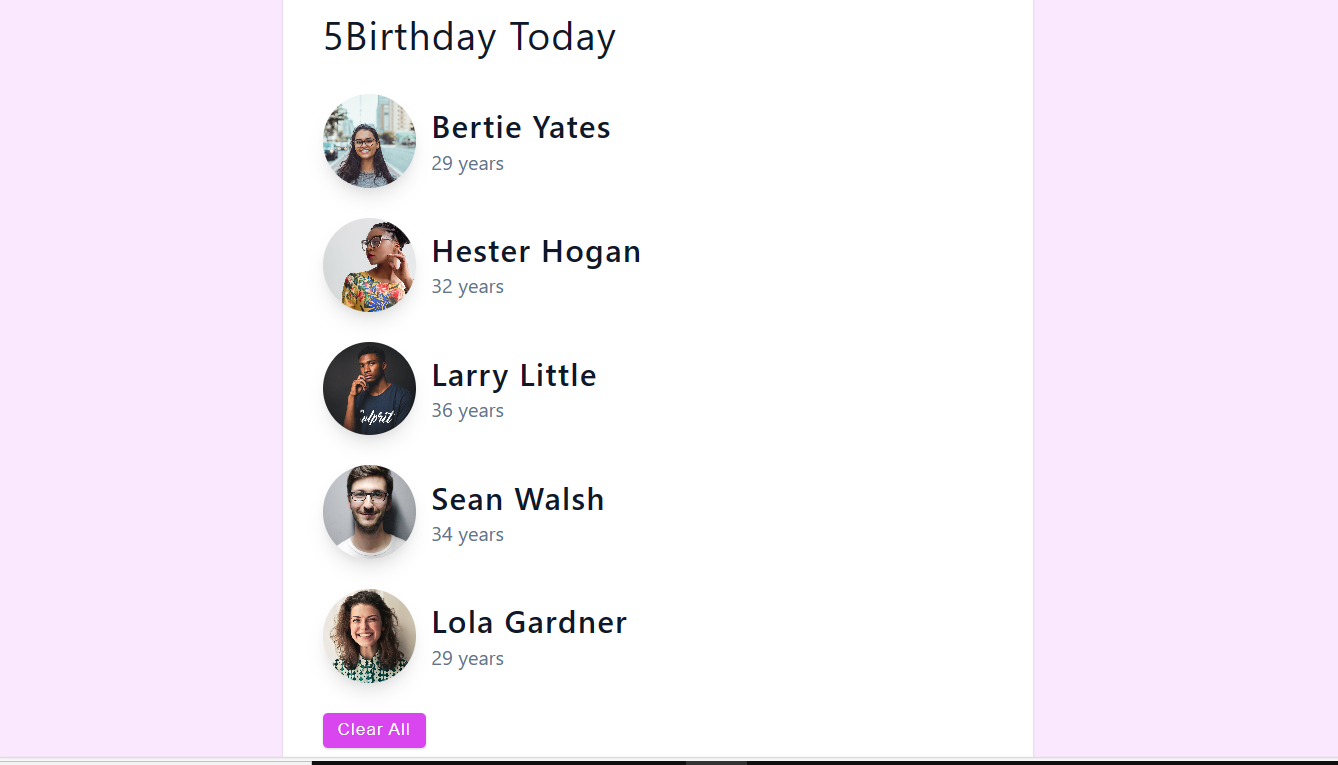 5Birthday Today
Bertie Yates
29 years
Hester Hogan
32 years
Larry Little
36 years
Culprit
Sean Walsh
34 years
Lola Gardner
29 years
Clear All